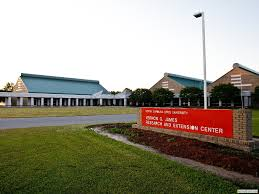 NORTH CAROLINA STATE UNIVERSITY
VERNON G. JAMES
RESEARCH AND EXTENSION CENTER